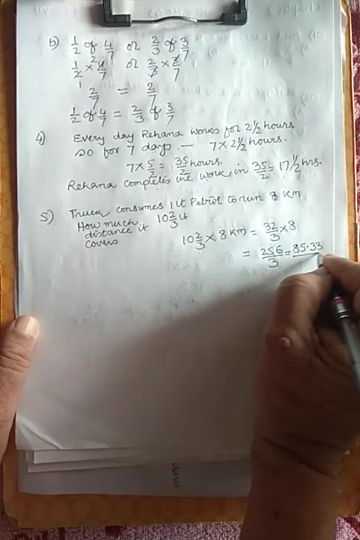 b) 1/2 of 4/7 or 2/3 of 3/7
1/2 × 4/7 or 2/3 × 3/7
2/7 = 2/7
1/2 of 4/7 = 2/3 of 3/7
4) Every day Rehana works for 2 1/2 hours
so for 7 days — 7 × 2 1/2 hours.
7 × 5/2 = 35/2 hours.
Rehana completes the work in 35/2 = 17 1/2 hrs.
5) Truck consumes 1 lt Petrol to run 8 km
How much 10 2/3 lt
distance it
covers 10 2/3 × 8 km = 32/3 × 8
= 256/3 = 85.33